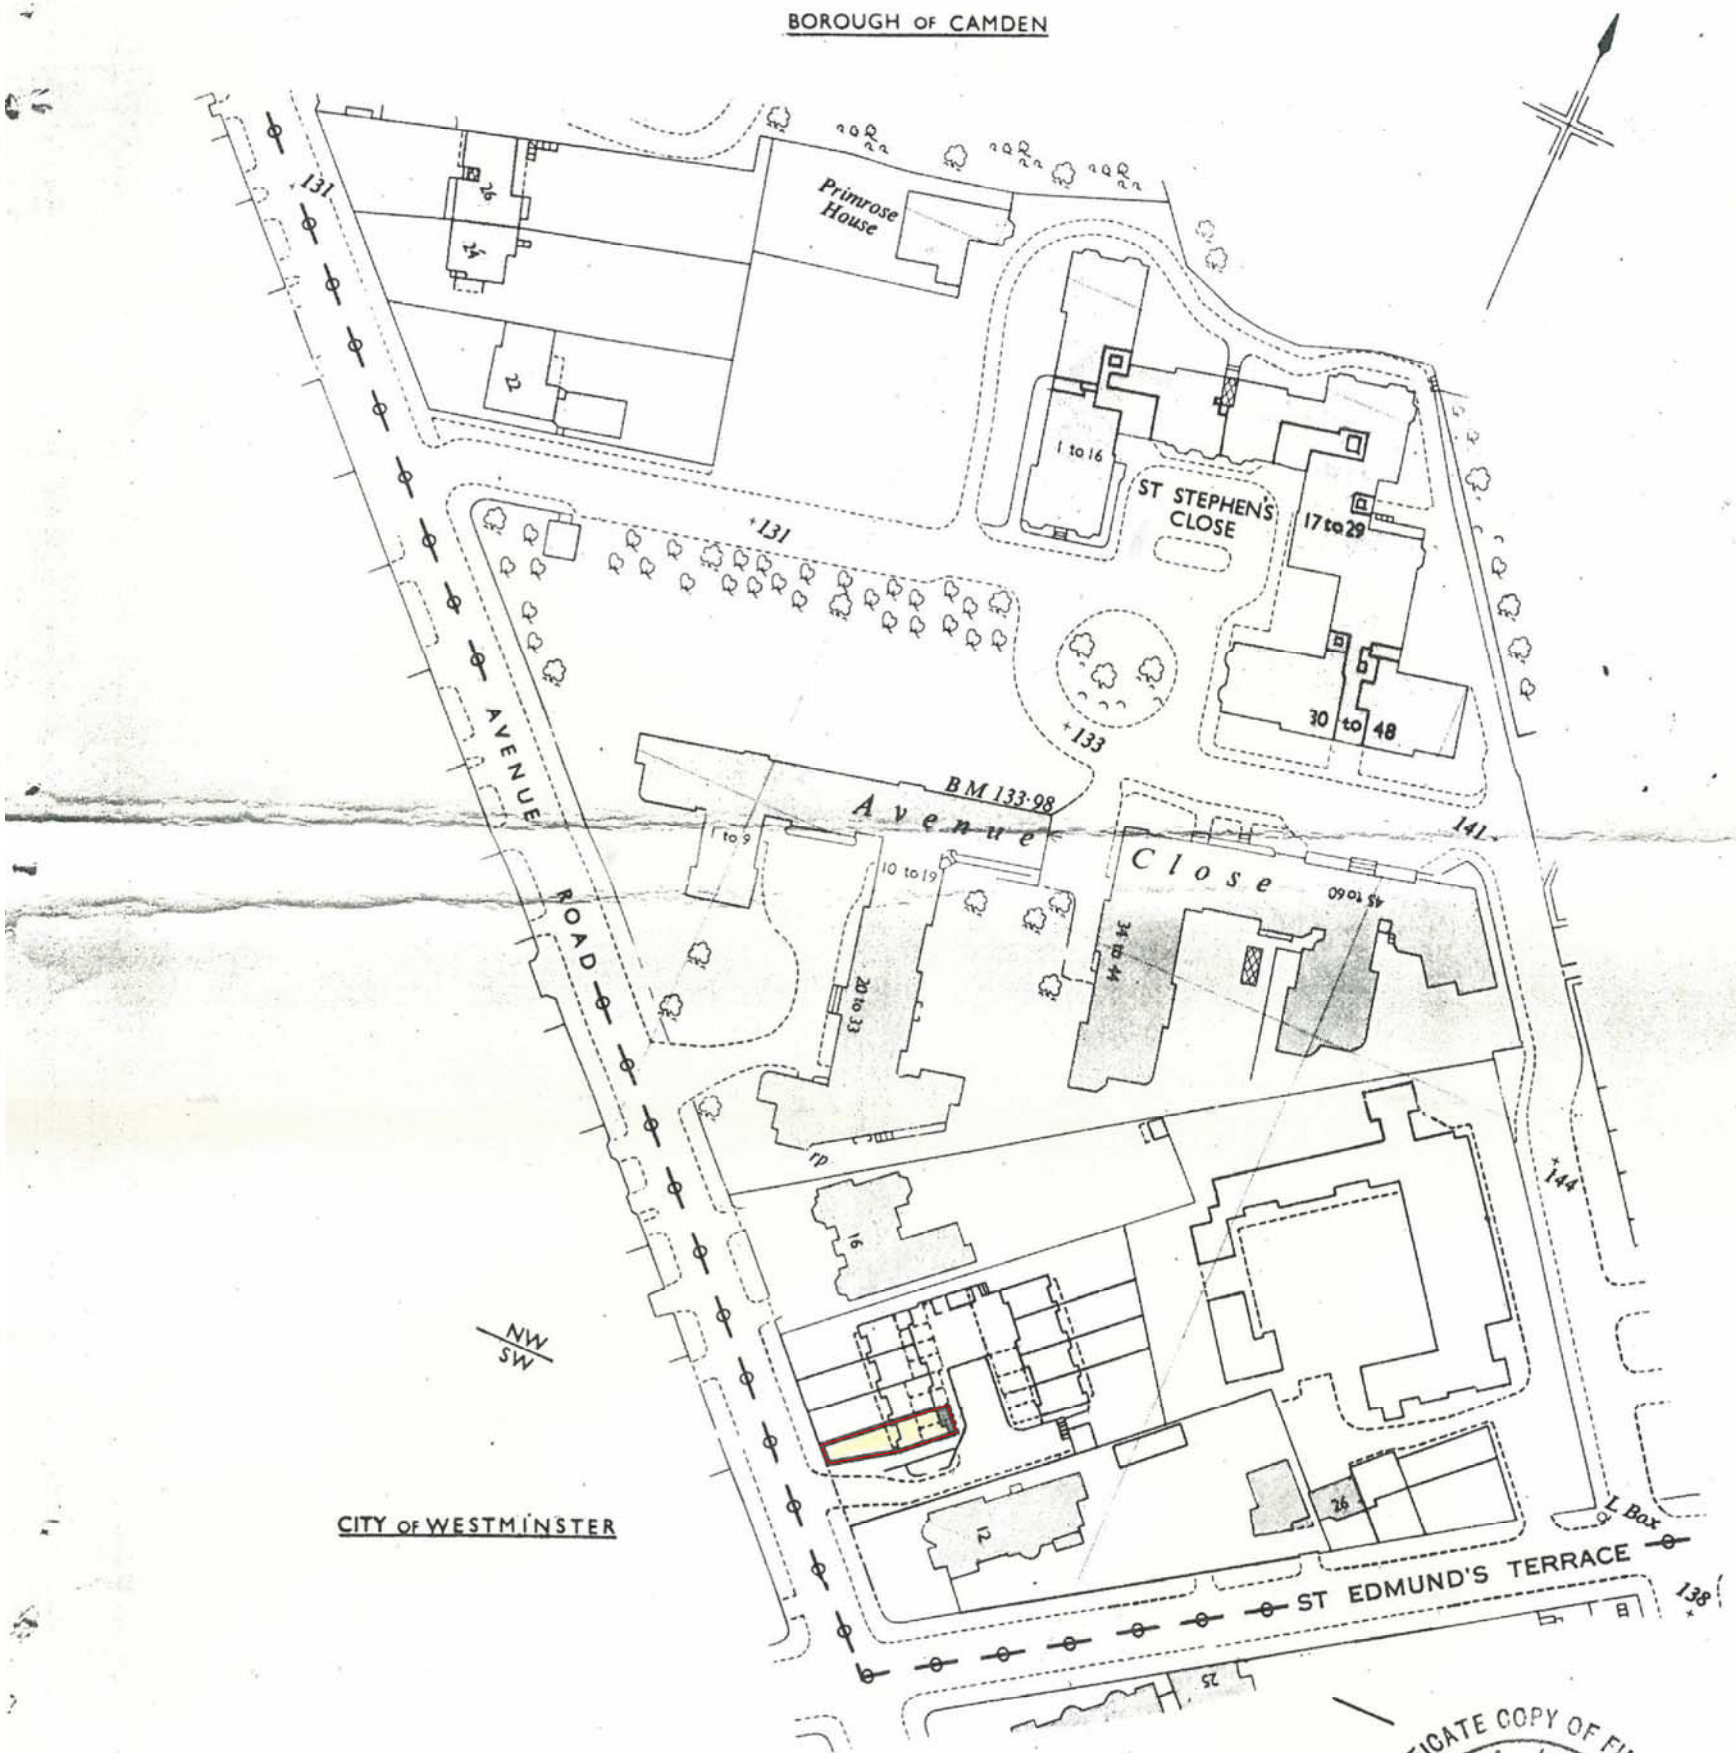 BOROUGH OF CAMDEN
131
26
24
Primrose
House
22
1 to 16
ST STEPHEN'S
CLOSE
17 to 29
131
30 to 48
133
AVENUE
BM 133·98
Avenue
141
1 to 9
10 to 19
Close
45 to 60
ROAD
34 to 44
20 to 33
rp
144
16
NW
SW
CITY OF WESTMINSTER
12
26
L Box
ST EDMUND'S TERRACE
138
25
ICATE COPY OF FI